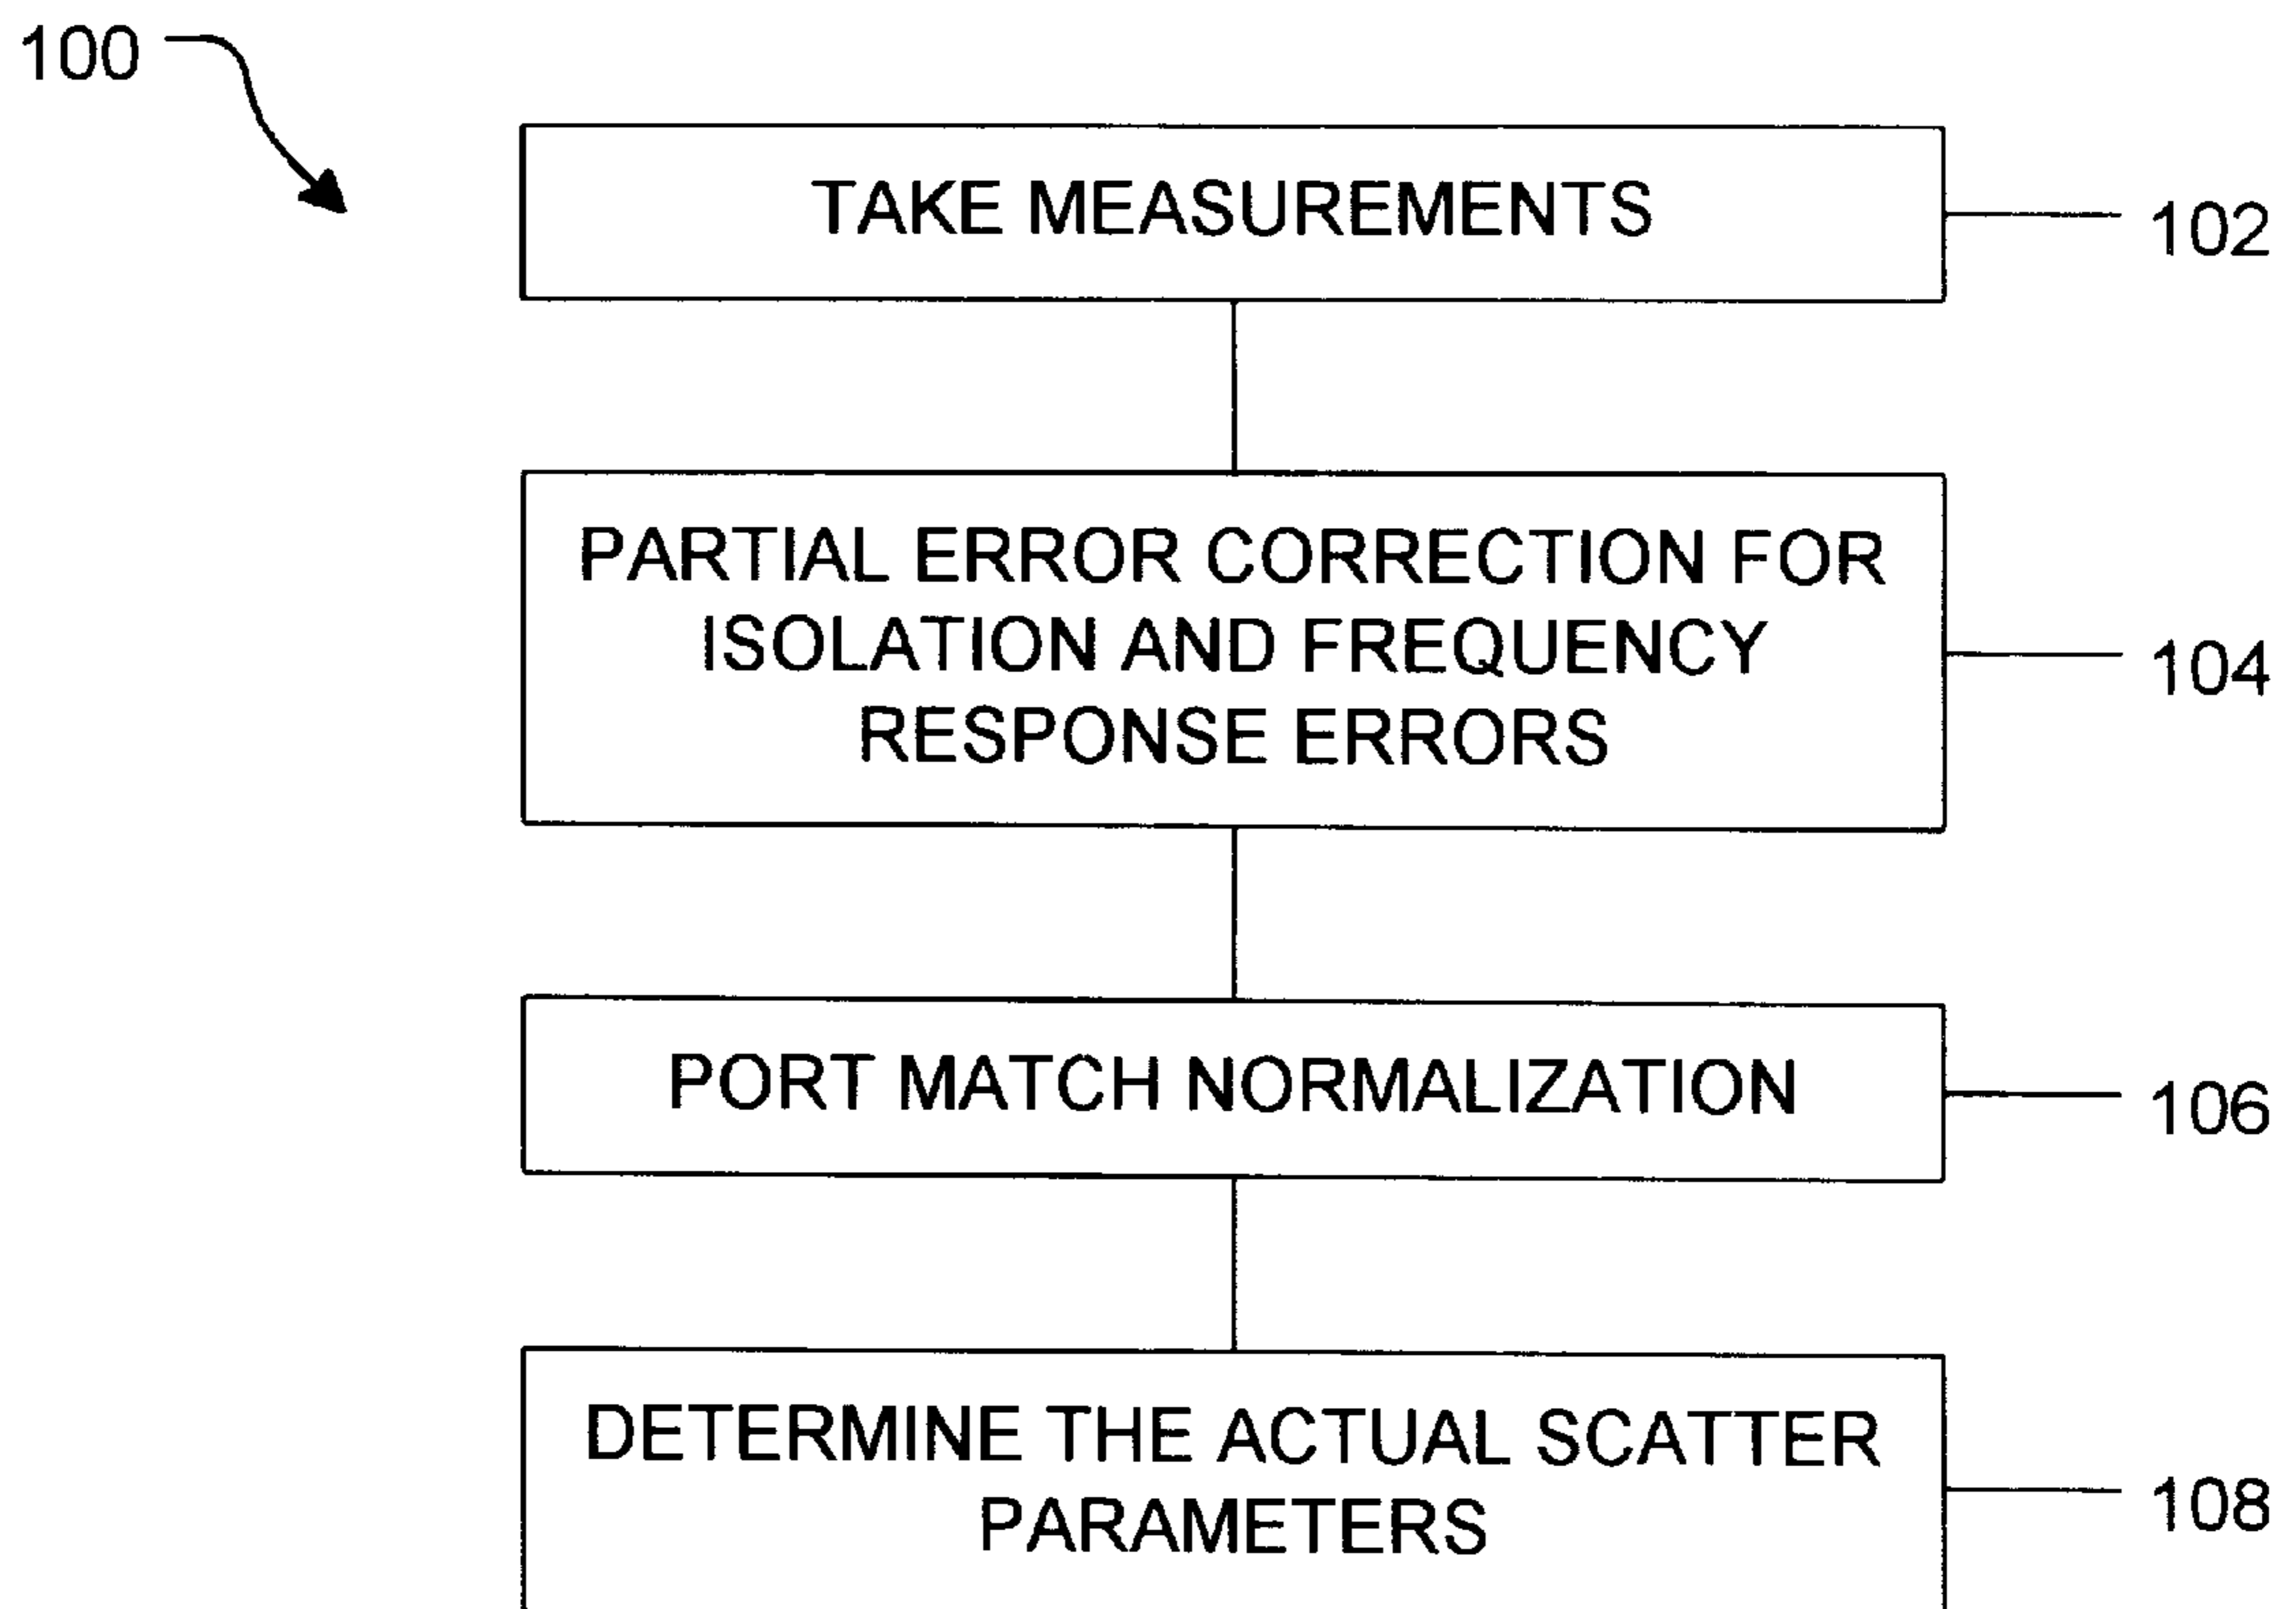 100
TAKE MEASUREMENTS
102
PARTIAL ERROR CORRECTION FOR
ISOLATION AND FREQUENCY
RESPONSE ERRORS
104
PORT MATCH NORMALIZATION
106
DETERMINE THE ACTUAL SCATTER
PARAMETERS
108